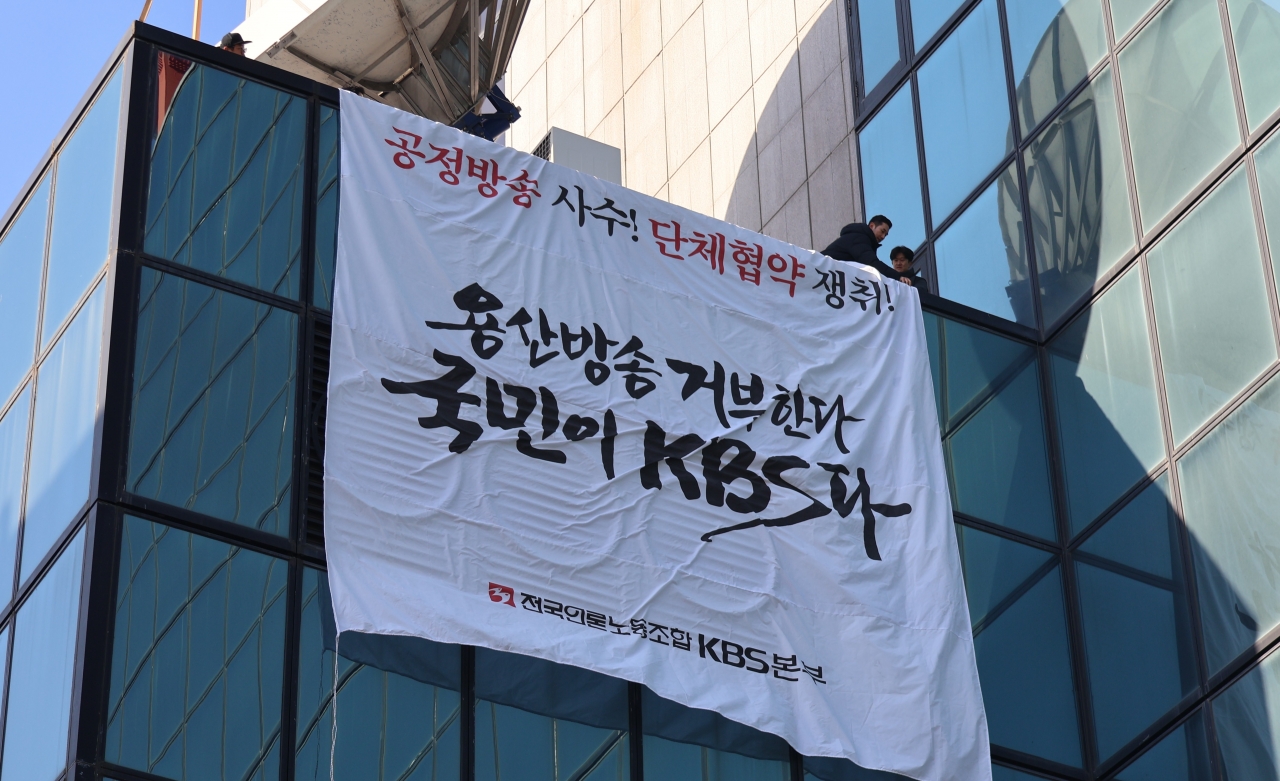 공정방송 사수! 단체협약 쟁취!
용산방송 거부한다
국민이 KBS다
전국언론노동조합 KBS본부